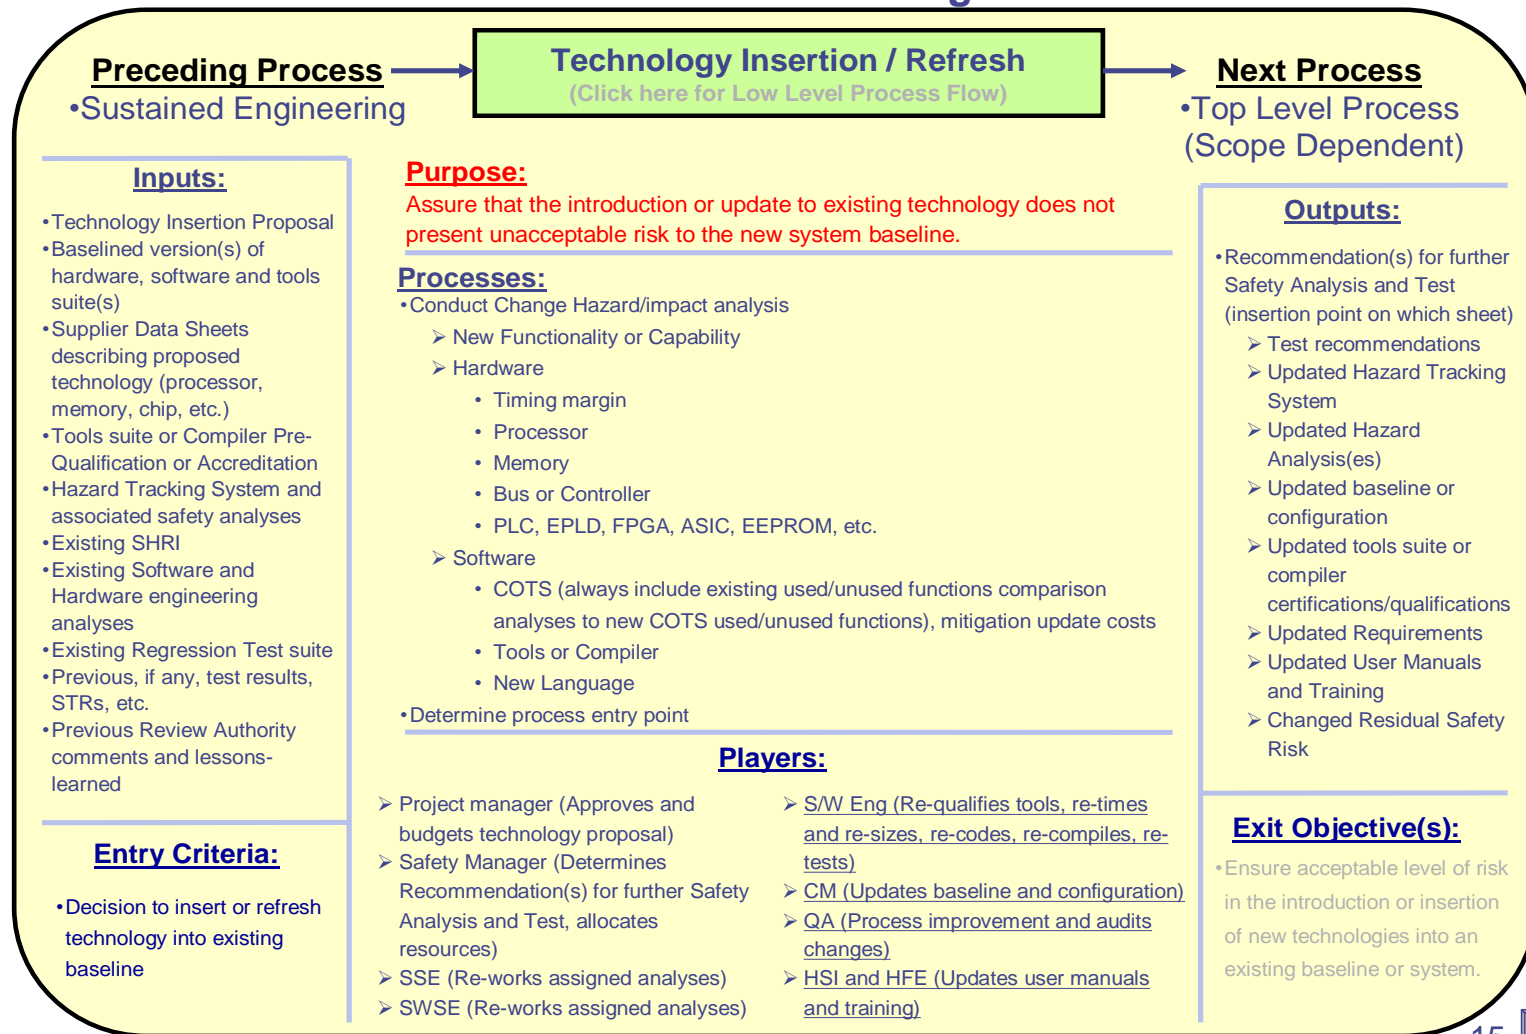 Preceding Process
•Sustained Engineering
Technology Insertion / Refresh
(Click here for Low Level Process Flow)
Next Process
•Top Level Process
(Scope Dependent)
Inputs:
•Technology Insertion Proposal
•Baselined version(s) of
hardware, software and tools
suite(s)
•Supplier Data Sheets
describing proposed
technology (processor,
memory, chip, etc.)
•Tools suite or Compiler Pre-
Qualification or Accreditation
•Hazard Tracking System and
associated safety analyses
•Existing SHRI
•Existing Software and
Hardware engineering
analyses
•Existing Regression Test suite
•Previous, if any, test results,
STRs, etc.
•Previous Review Authority
comments and lessons-
learned
Entry Criteria:
•Decision to insert or refresh
technology into existing
baseline
Purpose:
Assure that the introduction or update to existing technology does not
present unacceptable risk to the new system baseline.
Processes:
•Conduct Change Hazard/impact analysis
➢ New Functionality or Capability
➢ Hardware
• Timing margin
• Processor
• Memory
• Bus or Controller
• PLC, EPLD, FPGA, ASIC, EEPROM, etc.
➢ Software
• COTS (always include existing used/unused functions comparison
analyses to new COTS used/unused functions), mitigation update costs
• Tools or Compiler
• New Language
•Determine process entry point
Players:
➢ Project manager (Approves and
budgets technology proposal)
➢ Safety Manager (Determines
Recommendation(s) for further Safety
Analysis and Test, allocates
resources)
➢ SSE (Re-works assigned analyses)
➢ SWSE (Re-works assigned analyses)
➢ S/W Eng (Re-qualifies tools, re-times
and re-sizes, re-codes, re-compiles, re-
tests)
➢ CM (Updates baseline and configuration)
➢ QA (Process improvement and audits
changes)
➢ HSI and HFE (Updates user manuals
and training)
Outputs:
•Recommendation(s) for further
Safety Analysis and Test
(insertion point on which sheet)
➢ Test recommendations
➢ Updated Hazard Tracking
System
➢ Updated Hazard
Analysis(es)
➢ Updated baseline or
configuration
➢ Updated tools suite or
compiler
certifications/qualifications
➢ Updated Requirements
➢ Updated User Manuals
and Training
➢ Changed Residual Safety
Risk
Exit Objective(s):
•Ensure acceptable level of risk
in the introduction or insertion
of new technologies into an
existing baseline or system.
15